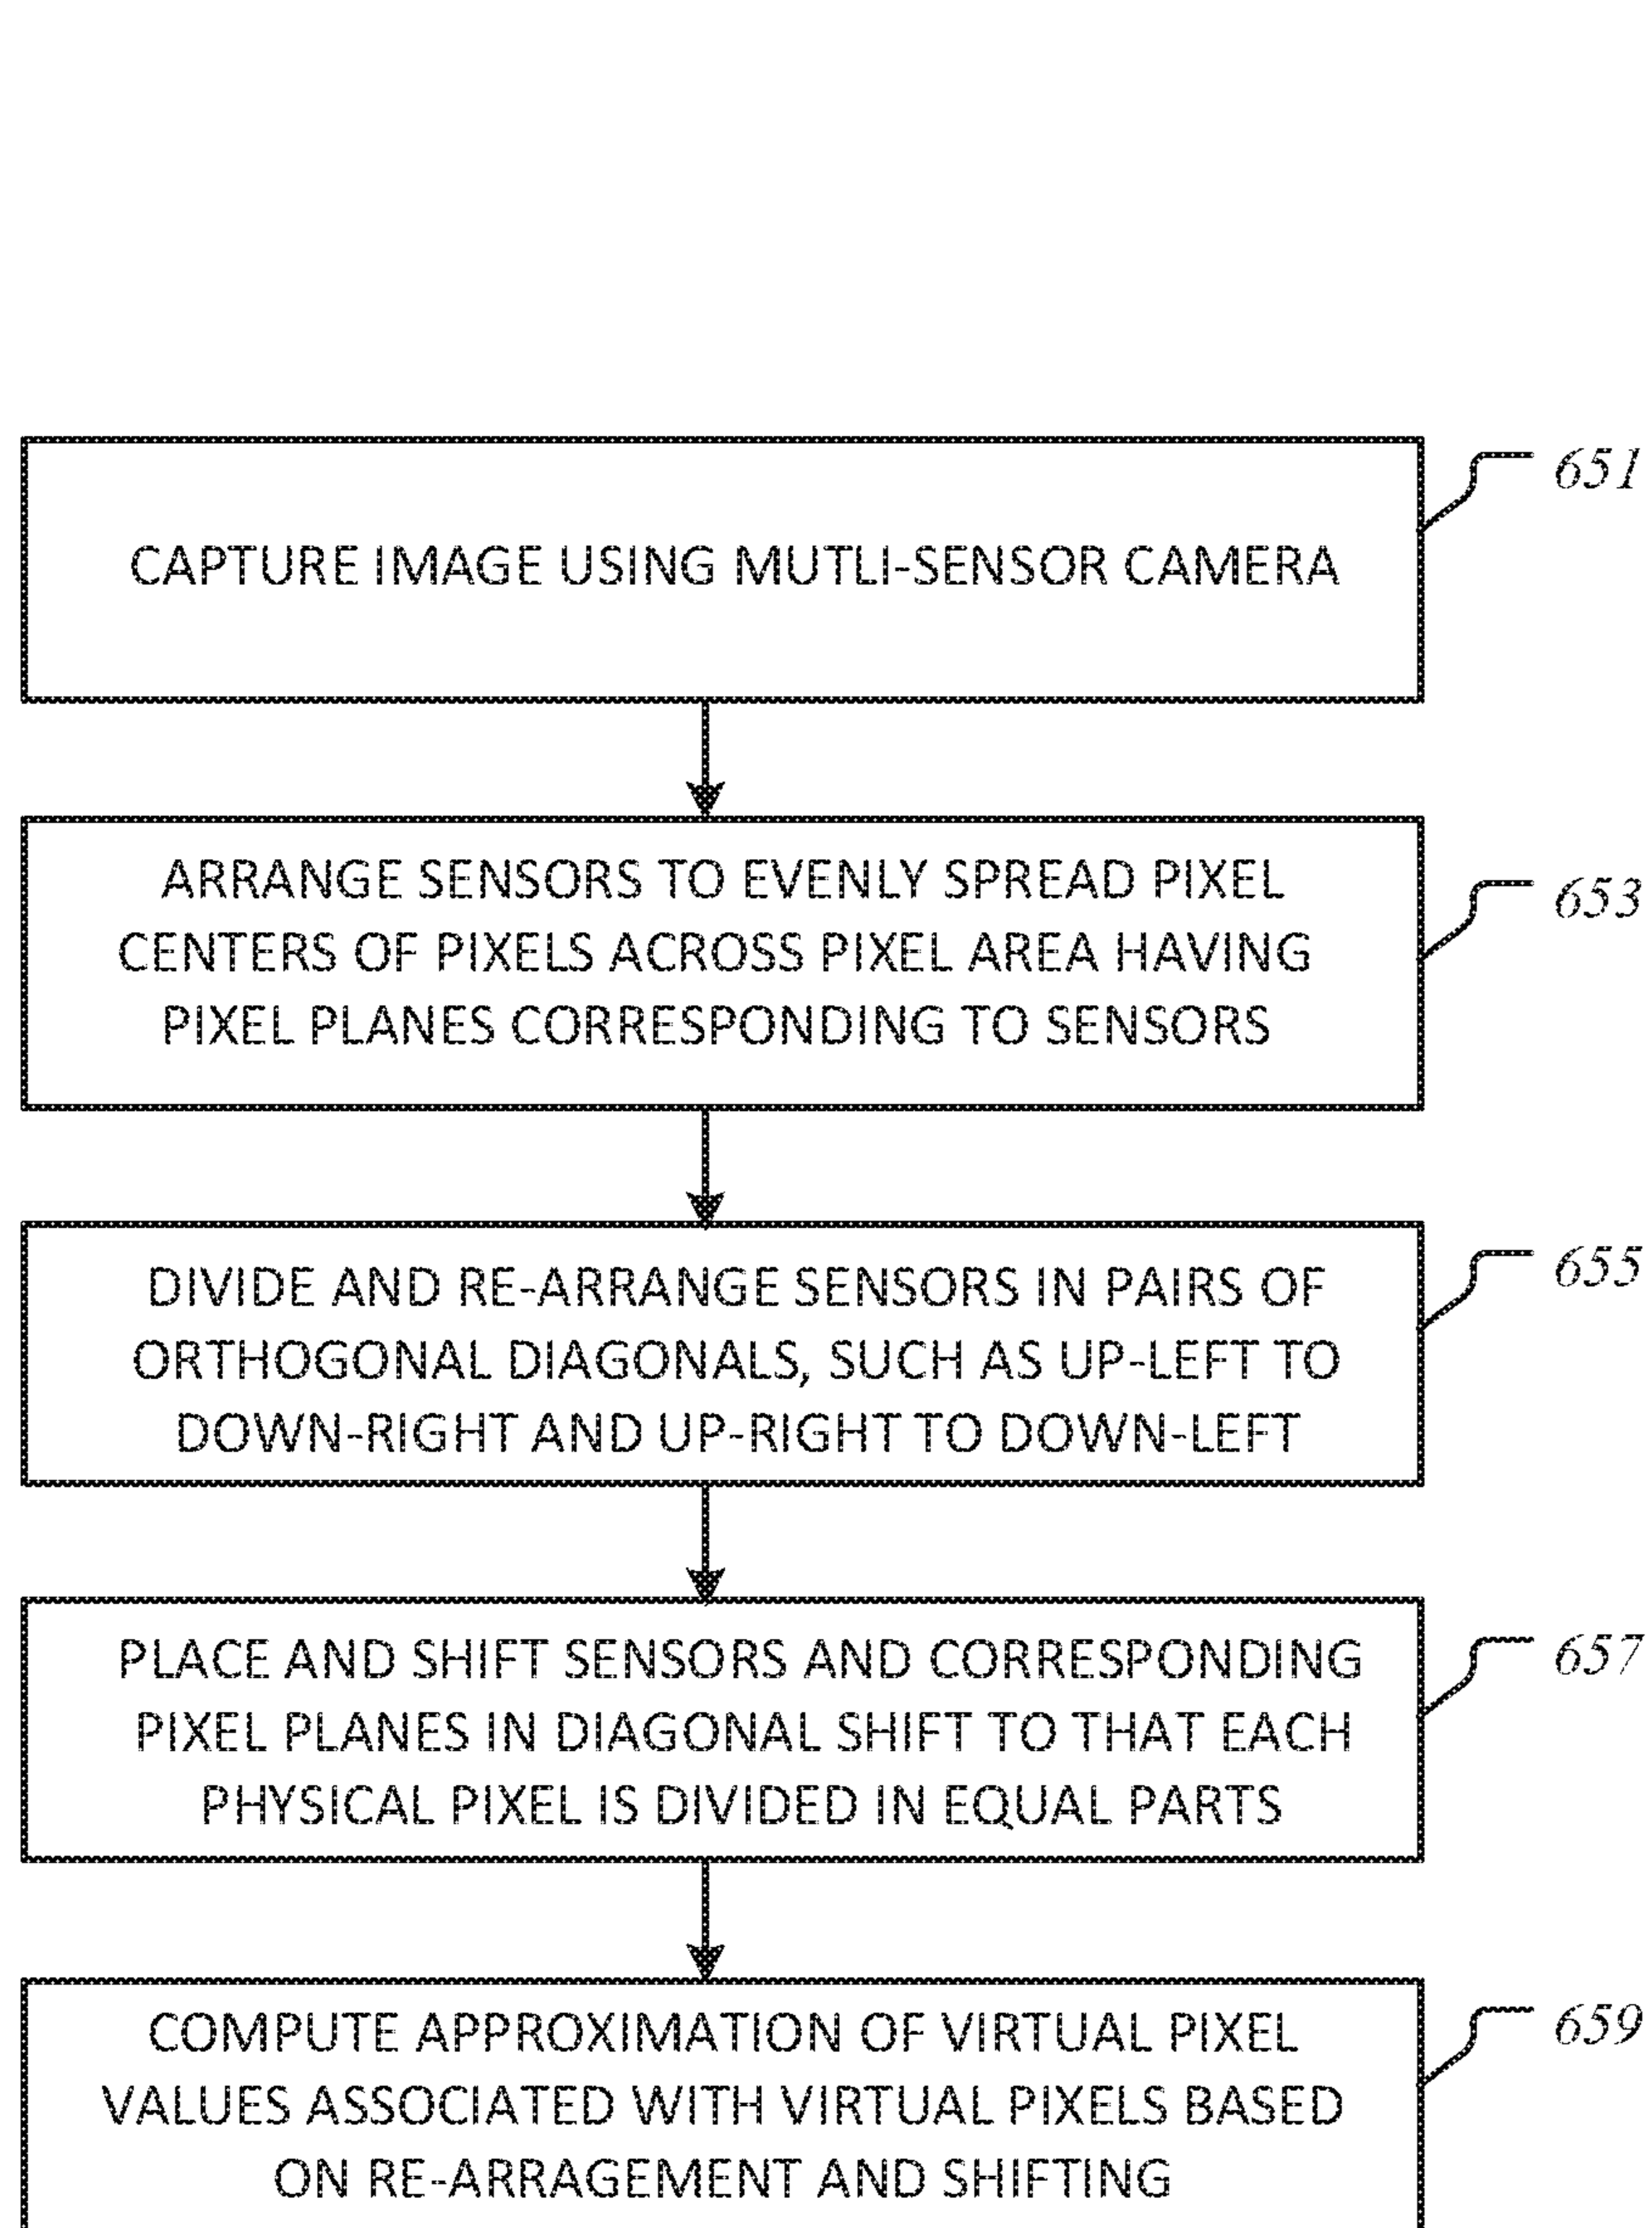 651
CAPTURE IMAGE USING MUTLI-SENSOR CAMERA
653
ARRANGE SENSORS TO EVENLY SPREAD PIXEL
CENTERS OF PIXELS ACROSS PIXEL AREA HAVING
PIXEL PLANES CORRESPONDING TO SENSORS
655
DIVIDE AND RE-ARRANGE SENSORS IN PAIRS OF
ORTHOGONAL DIAGONALS, SUCH AS UP-LEFT TO
DOWN-RIGHT AND UP-RIGHT TO DOWN-LEFT
657
PLACE AND SHIFT SENSORS AND CORRESPONDING
PIXEL PLANES IN DIAGONAL SHIFT TO THAT EACH
PHYSICAL PIXEL IS DIVIDED IN EQUAL PARTS
659
COMPUTE APPROXIMATION OF VIRTUAL PIXEL
VALUES ASSOCIATED WITH VIRTUAL PIXELS BASED
ON RE-ARRAGEMENT AND SHIFTING